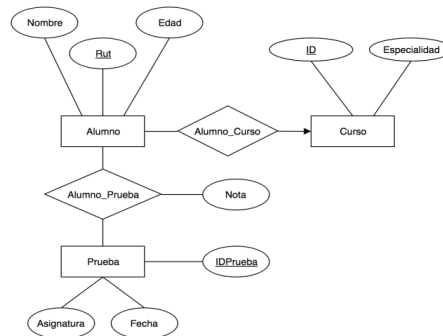 Nombre
Edad
Rut
ID
Especialidad
Alumno
Alumno_Curso
Curso
Alumno_Prueba
Nota
Prueba
IDPrueba
Asignatura
Fecha